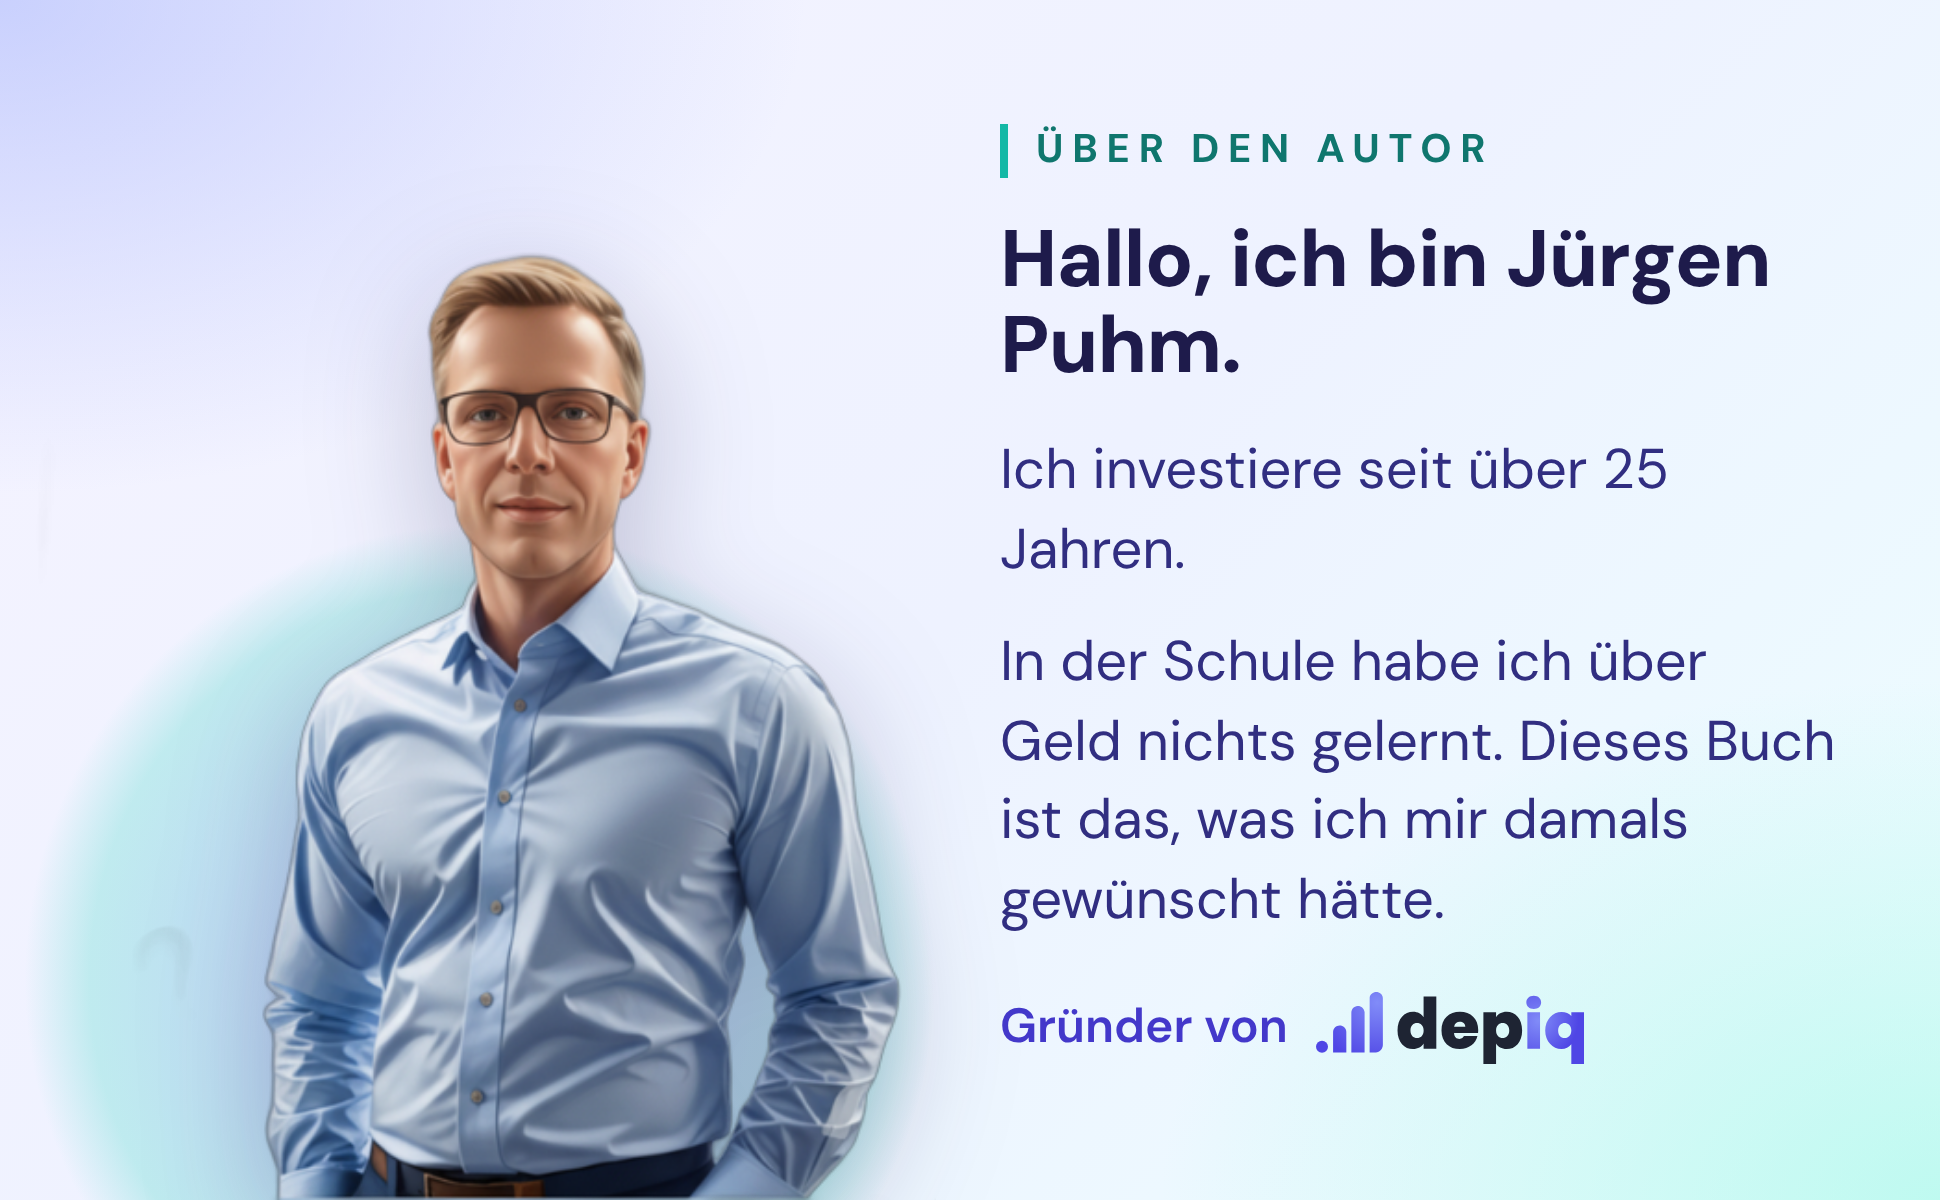 ÜBER DEN AUTOR
Hallo, ich bin Jürgen
Puhm.
Ich investiere seit über 25
Jahren.
In der Schule habe ich über
Geld nichts gelernt. Dieses Buch
ist das, was ich mir damals
gewünscht hätte.
Gründer von depiq